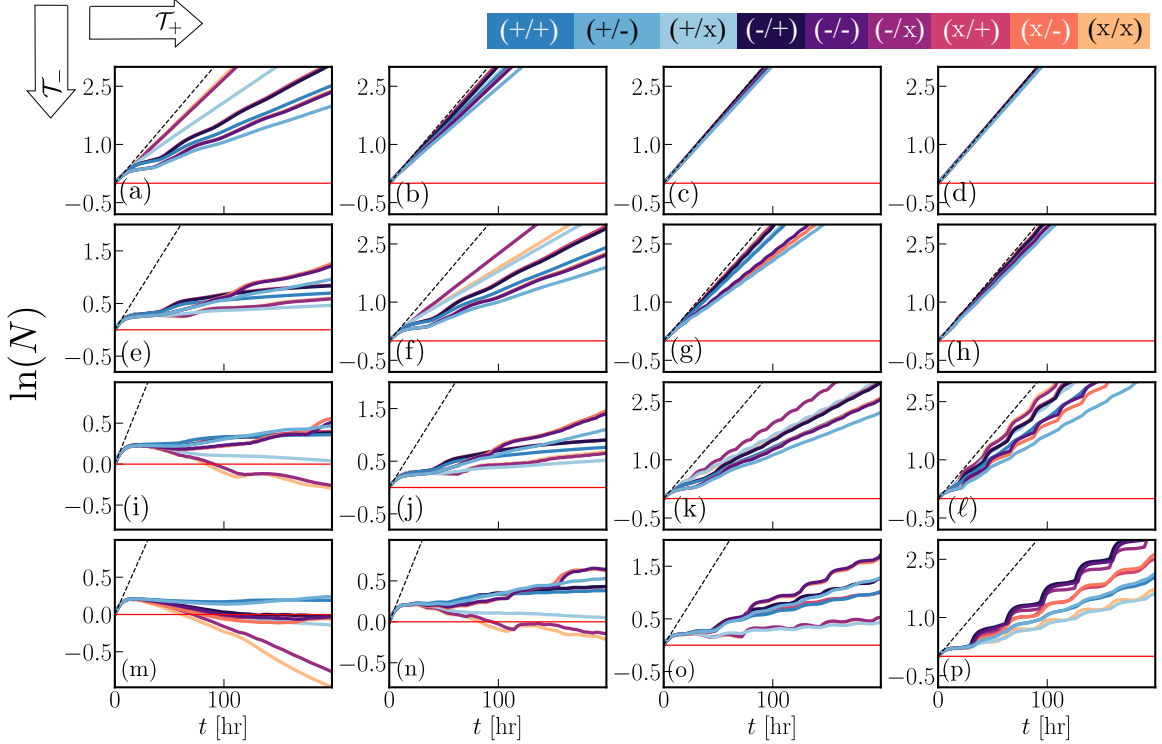 𝒯₊
𝒯₋
(+/+) (+/-) (+/x) (-/+) (-/-) (-/x) (x/+) (x/-) (x/x)
2.5 2.5 2.5 2.5
1.0 1.0 1.0 1.0
−0.5 −0.5 −0.5 −0.5
(a) (b) (c) (d)
1.5 2.5 2.5 2.5
0.5 1.0 1.0 1.0
−0.5 −0.5 −0.5 −0.5
(e) (f) (g) (h)
ln(N)
0.5 1.5 2.5 2.5
0.0 0.5 1.0 1.0
−0.5 −0.5 −0.5 −0.5
(i) (j) (k) (ℓ)
0.5 0.5 1.5 2.5
0.0 0.0 0.5 1.0
−0.5 −0.5 −0.5 −0.5
(m) (n) (o) (p)
0 100 0 100 0 100 0 100
t [hr] t [hr] t [hr] t [hr]